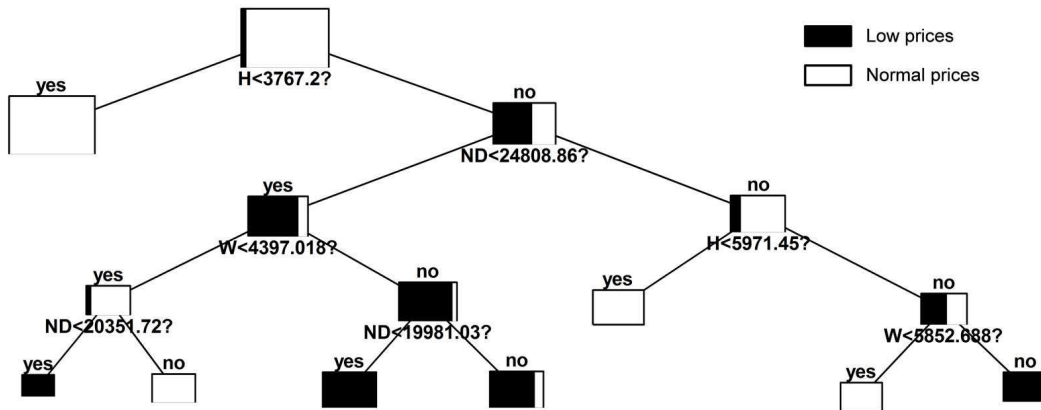 Low prices
Normal prices
H<3767.2?
yes
no
ND<24808.86?
yes
no
W<4397.018?
H<5971.45?
yes
no
yes
no
ND<20351.72?
ND<19981.03?
W<5852.688?
yes
no
yes
no
yes
no